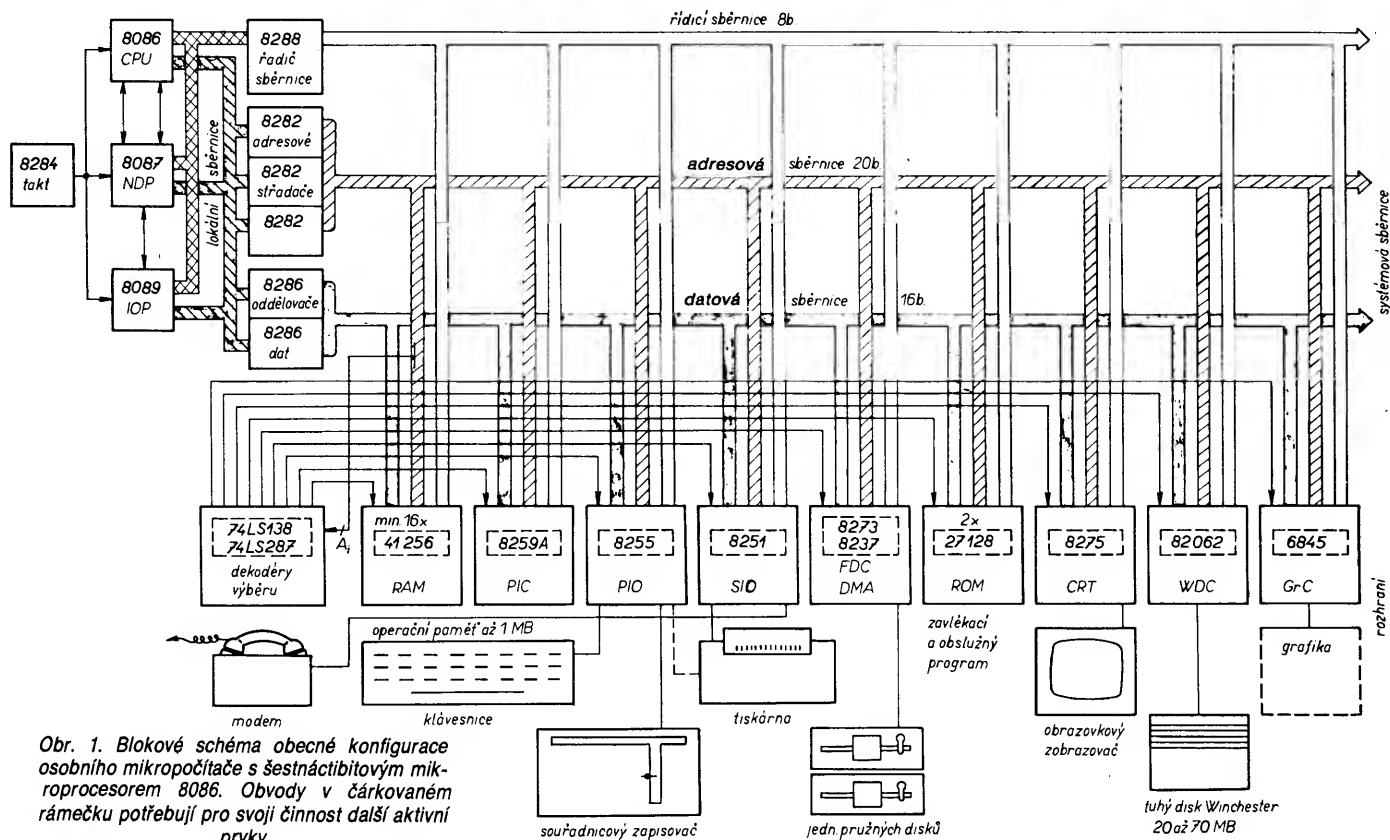 řídicí sběrnice 8b
8086
CPU
8288
řadič
sběrnice
8284
takt
8087
NDP
lokální sběrnice
8282
adresové
8282
střadače
8282
adresová sběrnice 20b
8089
IOP
8286
oddělovače
8286
dat
datová sběrnice 16b
systémová sběrnice
74LS138
74LS287
dekodéry
výběru
Ai
min. 16x
41256
RAM
8259A
PIC
8255
PIO
8251
SIO
8273
8237
FDC
DMA
2x
27128
ROM
8275
CRT
82062
WDC
6845
GrC
rozhraní
operační paměť až 1 MB
zavlékací
a obslužný
program
grafika
modem
klávesnice
tiskárna
obrazovkový
zobrazovač
souřadnicový zapisovač
jedn. pružných disků
tuhý disk Winchester
20 až 70 MB
Obr. 1. Blokové schéma obecné konfigurace
osobního mikropočítače s šestnáctibitovým mik-
roprocesorem 8086. Obvody v čárkovaném
rámečku potřebují pro svoji činnost další aktivní
prvky